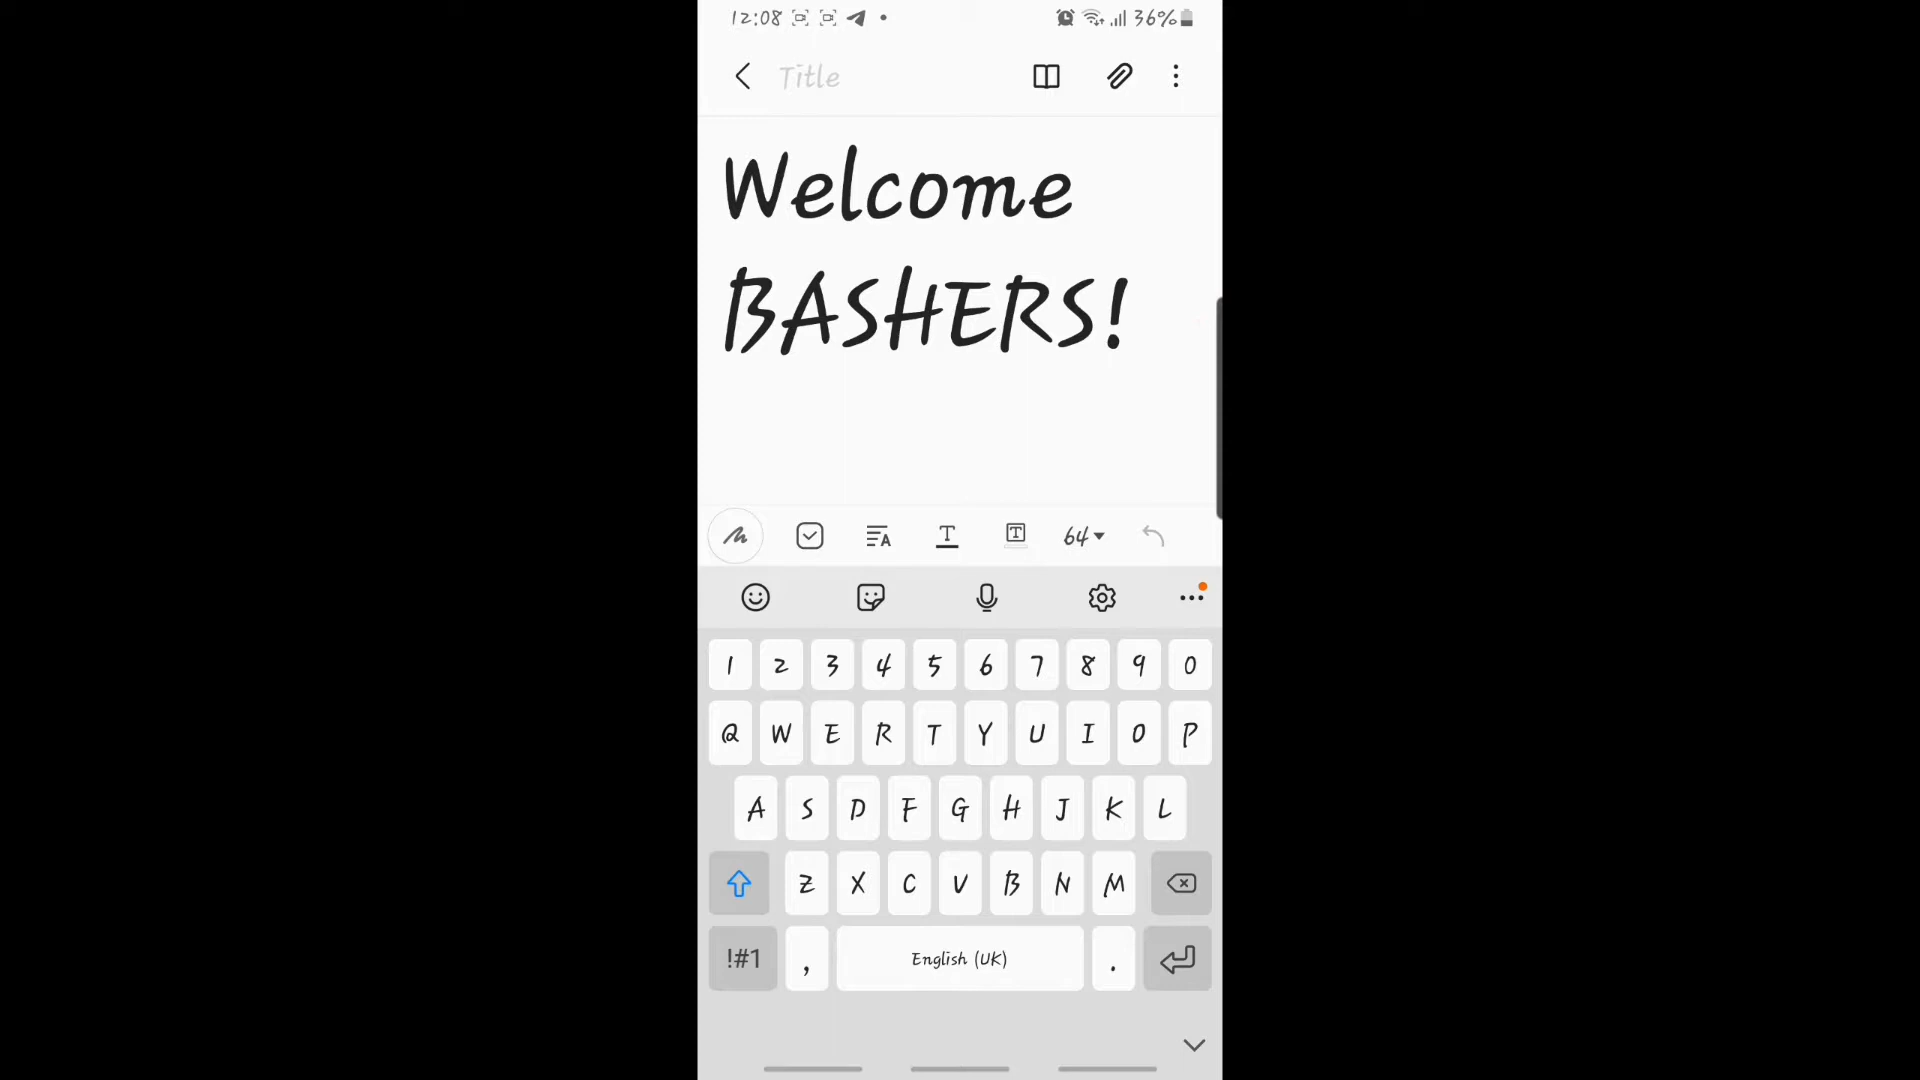 12:08 36%
Title
Welcome
BASHERS!
64
1 2 3 4 5 6 7 8 9 0
Q W E R T Y U I O P
A S D F G H J K L
Z X C V B N M
!#1 , English (UK) .